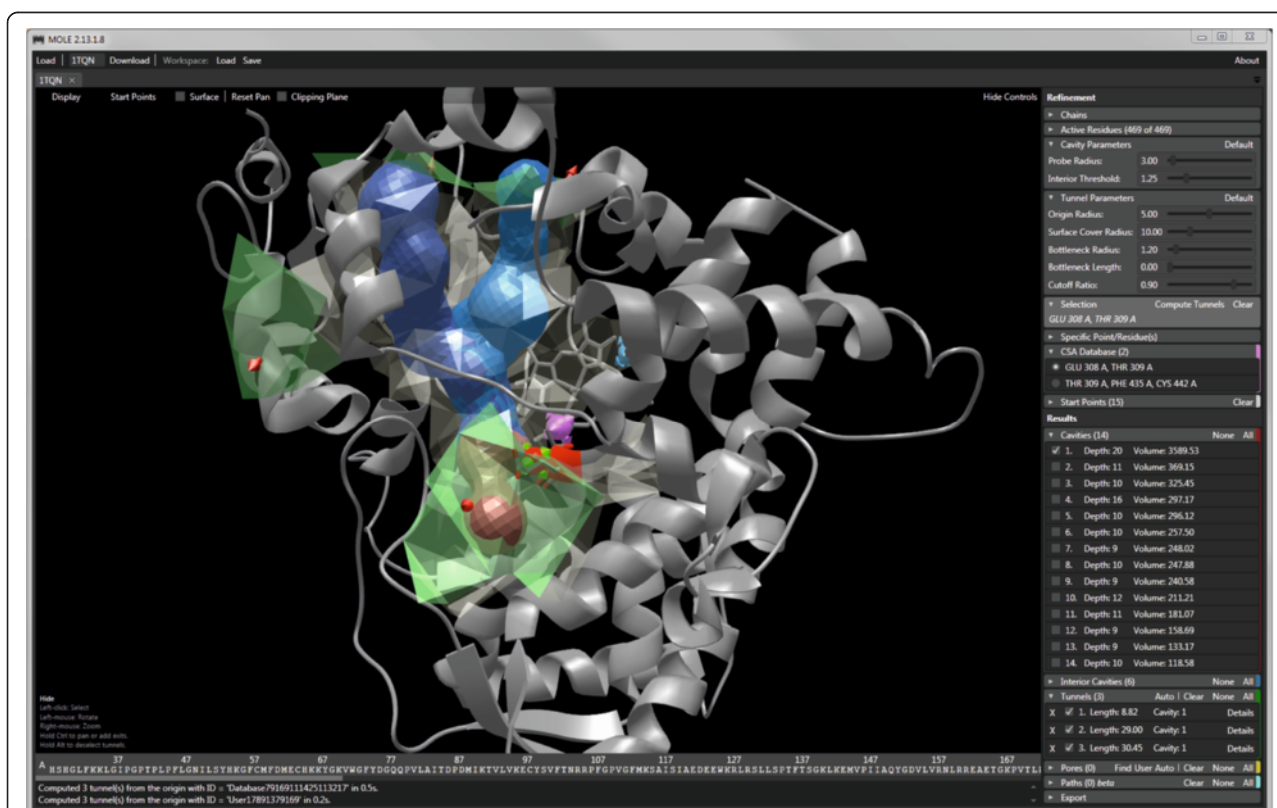 MOLE 2.13.1.8
Load | 1TQN Download | Workspace: Load Save About
1TQN ×
Display Start Points Surface | Reset Pan Clipping Plane Hide Controls
Refinement
Chains
Active Residues (469 of 469)
Cavity Parameters Default
Probe Radius: 3.00
Interior Threshold: 1.25
Tunnel Parameters Default
Origin Radius: 5.00
Surface Cover Radius: 10.00
Bottleneck Radius: 1.20
Bottleneck Length: 0.00
Cutoff Ratio: 0.90
Selection Compute Tunnels Clear
GLU 308 A, THR 309 A
Specific Point/Residue(s)
CSA Database (2)
GLU 308 A, THR 309 A
THR 309 A, PHE 435 A, CYS 442 A
Start Points (15) Clear
Results
Cavities (14) None All
1. Depth: 20 Volume: 3589.53
2. Depth: 11 Volume: 369.15
3. Depth: 10 Volume: 325.45
4. Depth: 16 Volume: 297.17
5. Depth: 10 Volume: 296.12
6. Depth: 10 Volume: 257.50
7. Depth: 9 Volume: 248.02
8. Depth: 10 Volume: 247.88
9. Depth: 9 Volume: 240.58
10. Depth: 12 Volume: 211.21
11. Depth: 11 Volume: 181.07
12. Depth: 9 Volume: 158.69
13. Depth: 9 Volume: 133.17
14. Depth: 10 Volume: 118.58
Interior Cavities (6) None All
Tunnels (3) Auto | Clear None All
X 1. Length: 8.82 Cavity: 1 Details
X 2. Length: 29.00 Cavity: 1 Details
X 3. Length: 30.45 Cavity: 1 Details
Pores (0) Find User Auto | Clear None All
Paths (0) beta Clear None All
Export
Hide
Left-click: Select
Left-mouse: Rotate
Right-mouse: Zoom
Hold Ctrl to pan or add exits.
Hold Alt to deselect tunnels.
37 47 57 67 77 87 97 107 117 127 137 147 157 167
A HSHGLFKKLGIPGPTPLPFLGNILSYHKGFCMFDMECHKKYGKVWGFYDGQQPVLAITDPDMIKTVLVKECYSVFTNRRPFGPVGFMKSAISIAEDEEWKRLRSLLSPTFTSGKLKEMVPIIAQYGDVLVRNLRREAETGKPVTL
Computed 3 tunnel(s) from the origin with ID = 'Database79169111425113217' in 0.5s.
Computed 3 tunnel(s) from the origin with ID = 'User17891379169' in 0.2s.